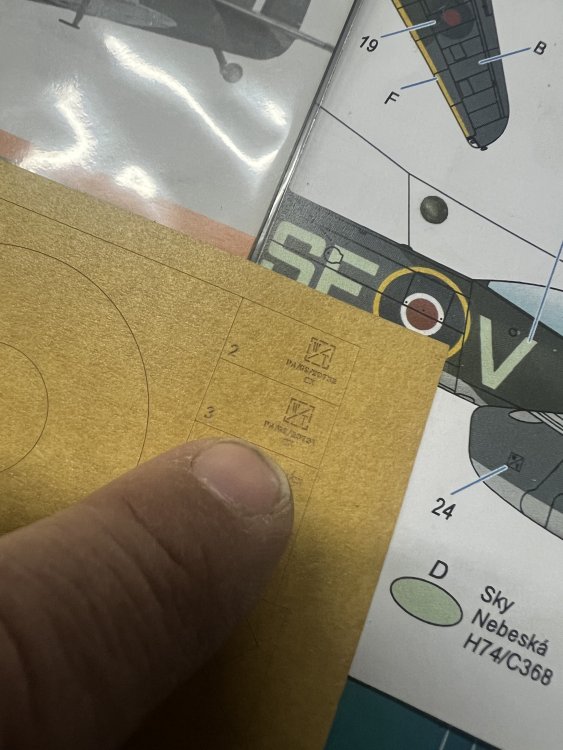 19
B
F
SF V
2
W T
3
W T
24
D
Sky
Nebeská
H74/C368